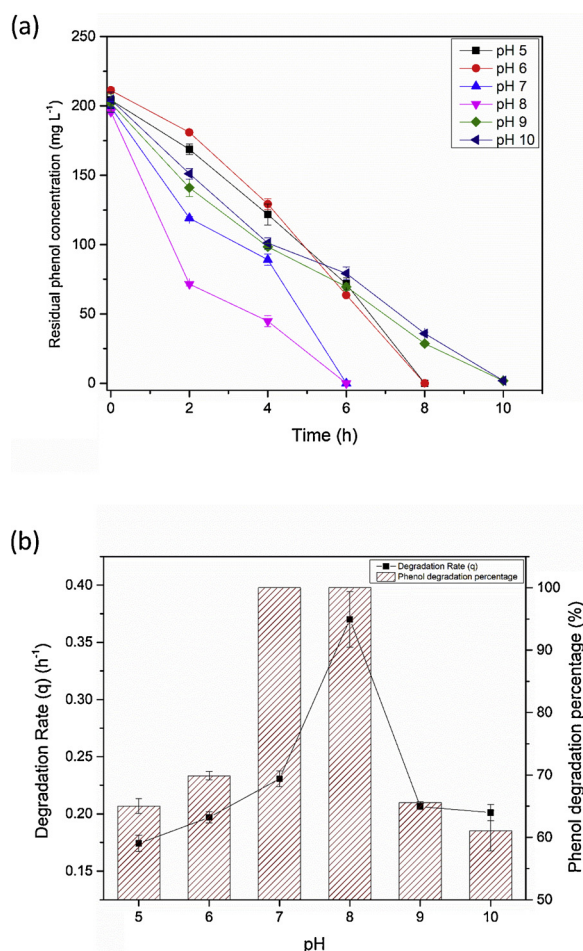 (a)
250
200
150
100
50
0
Residual phenol concentration (mg L⁻¹)
pH 5
pH 6
pH 7
pH 8
pH 9
pH 10
0 2 4 6 8 10
Time (h)
(b)
Degradation Rate (q)
Phenol degradation percentage
0.40
0.35
0.30
0.25
0.20
0.15
Degradation Rate (q) (h⁻¹)
100
90
80
70
60
50
Phenol degradation percentage (%)
5 6 7 8 9 10
pH